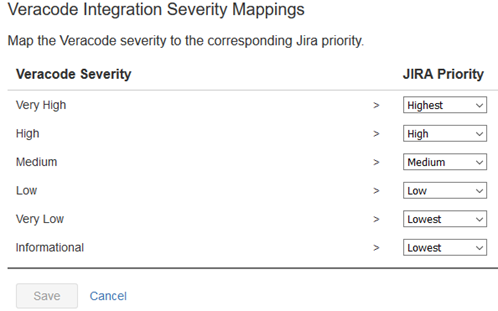 Veracode Integration Severity Mappings
Map the Veracode severity to the corresponding Jira priority.
Veracode Severity JIRA Priority
Very High > Highest
High > High
Medium > Medium
Low > Low
Very Low > Lowest
Informational > Lowest
Save Cancel